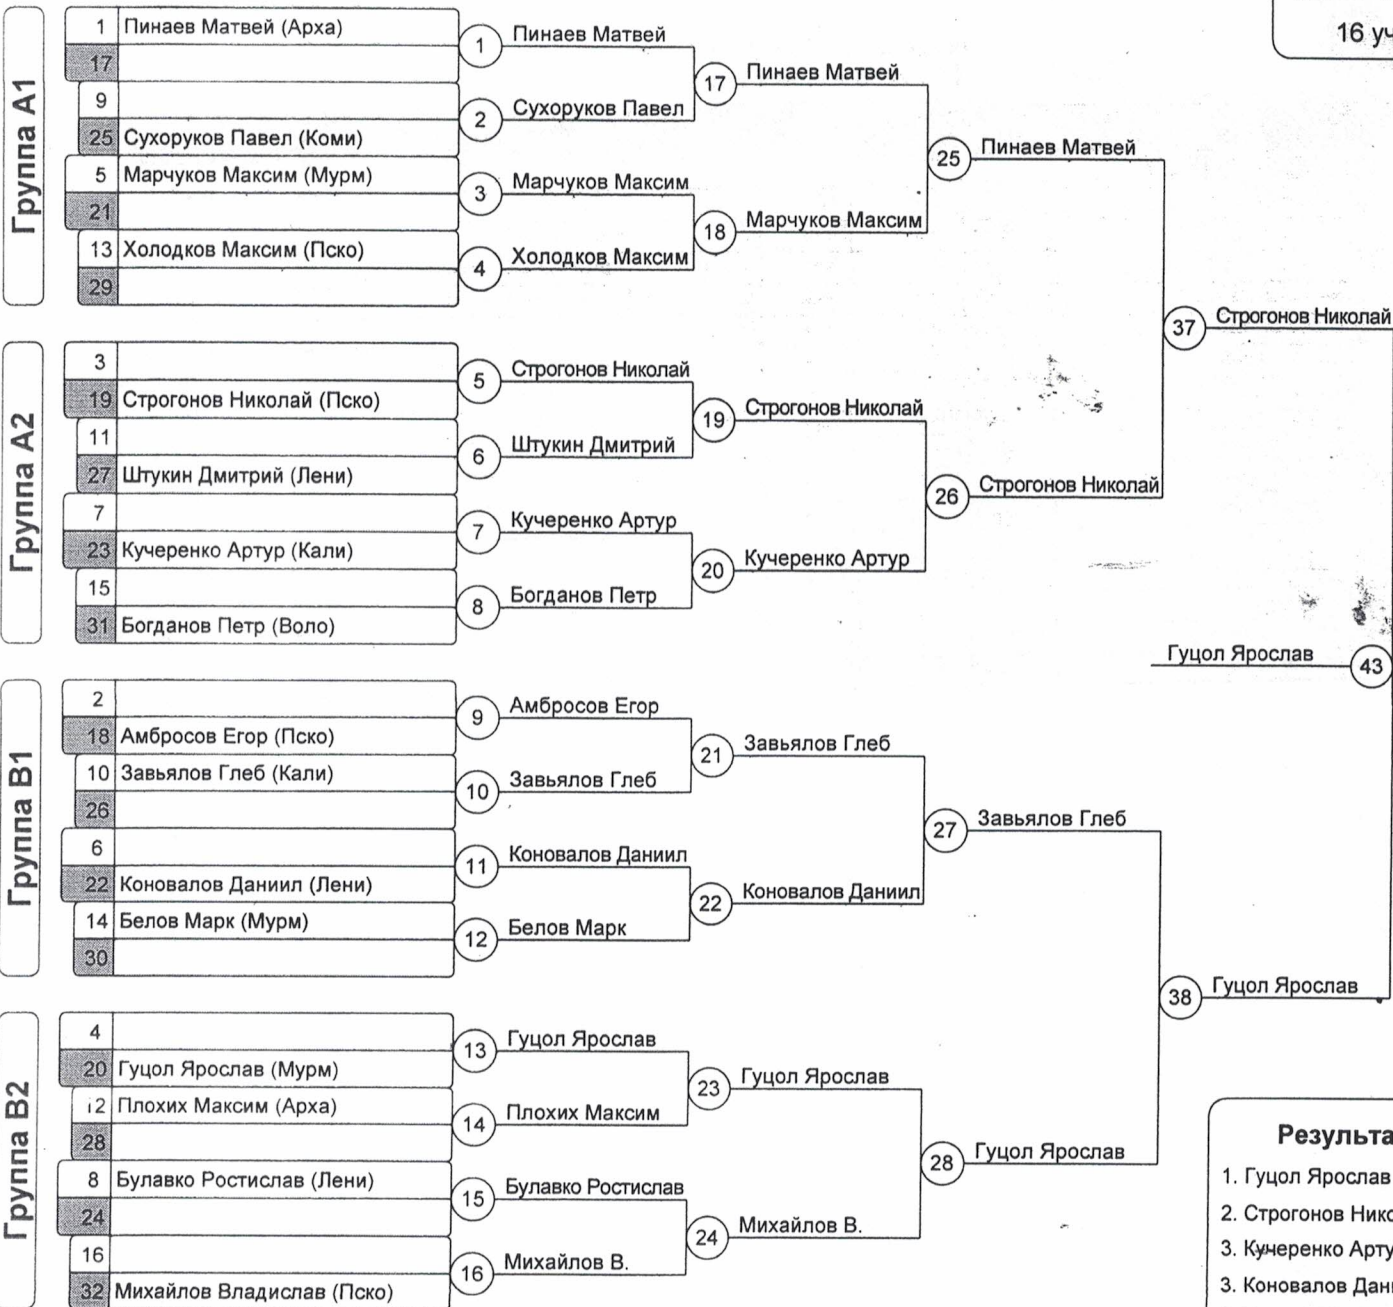 16 уч
Группа A1
1 Пинаев Матвей (Арха)
17
9
25 Сухоруков Павел (Коми)
5 Марчуков Максим (Мурм)
21
13 Холодков Максим (Пско)
29
1 Пинаев Матвей
2 Сухоруков Павел
3 Марчуков Максим
4 Холодков Максим
17 Пинаев Матвей
18 Марчуков Максим
25 Пинаев Матвей
Группа A2
3
19 Строгонов Николай (Пско)
11
27 Штукин Дмитрий (Лени)
7
23 Кучеренко Артур (Кали)
15
31 Богданов Петр (Воло)
5 Строгонов Николай
6 Штукин Дмитрий
7 Кучеренко Артур
8 Богданов Петр
19 Строгонов Николай
20 Кучеренко Артур
26 Строгонов Николай
37 Строгонов Николай
Гуцол Ярослав 43
Группа B1
2
18 Амбросов Егор (Пско)
10 Завьялов Глеб (Кали)
26
6
22 Коновалов Даниил (Лени)
14 Белов Марк (Мурм)
30
9 Амбросов Егор
10 Завьялов Глеб
11 Коновалов Даниил
12 Белов Марк
21 Завьялов Глеб
22 Коновалов Даниил
27 Завьялов Глеб
38 Гуцол Ярослав
Группа B2
4
20 Гуцол Ярослав (Мурм)
12 Плохих Максим (Арха)
28
8 Булавко Ростислав (Лени)
24
16
32 Михайлов Владислав (Пско)
13 Гуцол Ярослав
14 Плохих Максим
15 Булавко Ростислав
16 Михайлов В.
23 Гуцол Ярослав
24 Михайлов В.
28 Гуцол Ярослав
Результа
1. Гуцол Ярослав
2. Строгонов Нико
3. Кучеренко Арту
3. Коновалов Дан